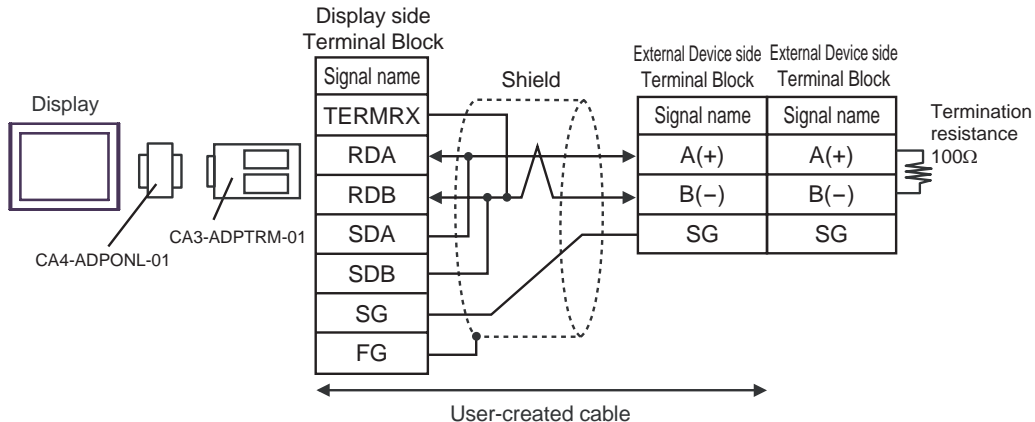 Display side
Terminal Block
Signal name
TERMRX
RDA
RDB
SDA
SDB
SG
FG
Shield
Display
CA4-ADPONL-01
CA3-ADPTRM-01
External Device side
Terminal Block
Signal name
A(+)
B(−)
SG
External Device side
Terminal Block
Signal name
A(+)
B(−)
SG
Termination
resistance
100Ω
User-created cable